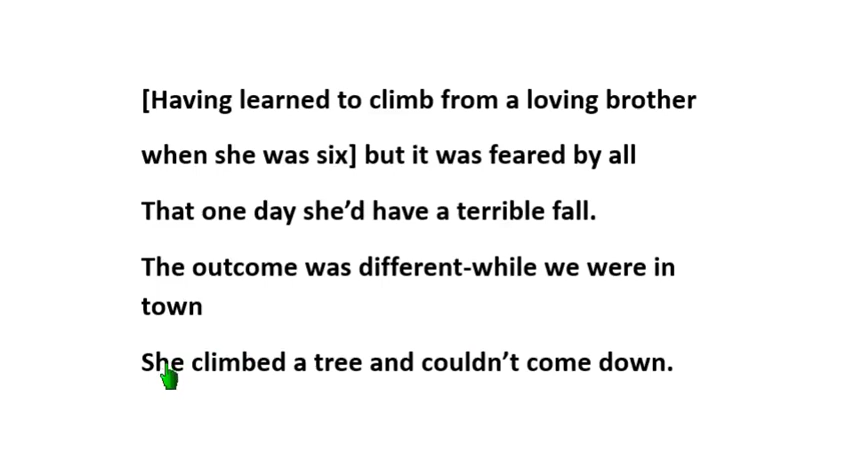 [Having learned to climb from a loving brother
when she was six] but it was feared by all
That one day she’d have a terrible fall.
The outcome was different-while we were in
town
She climbed a tree and couldn’t come down.